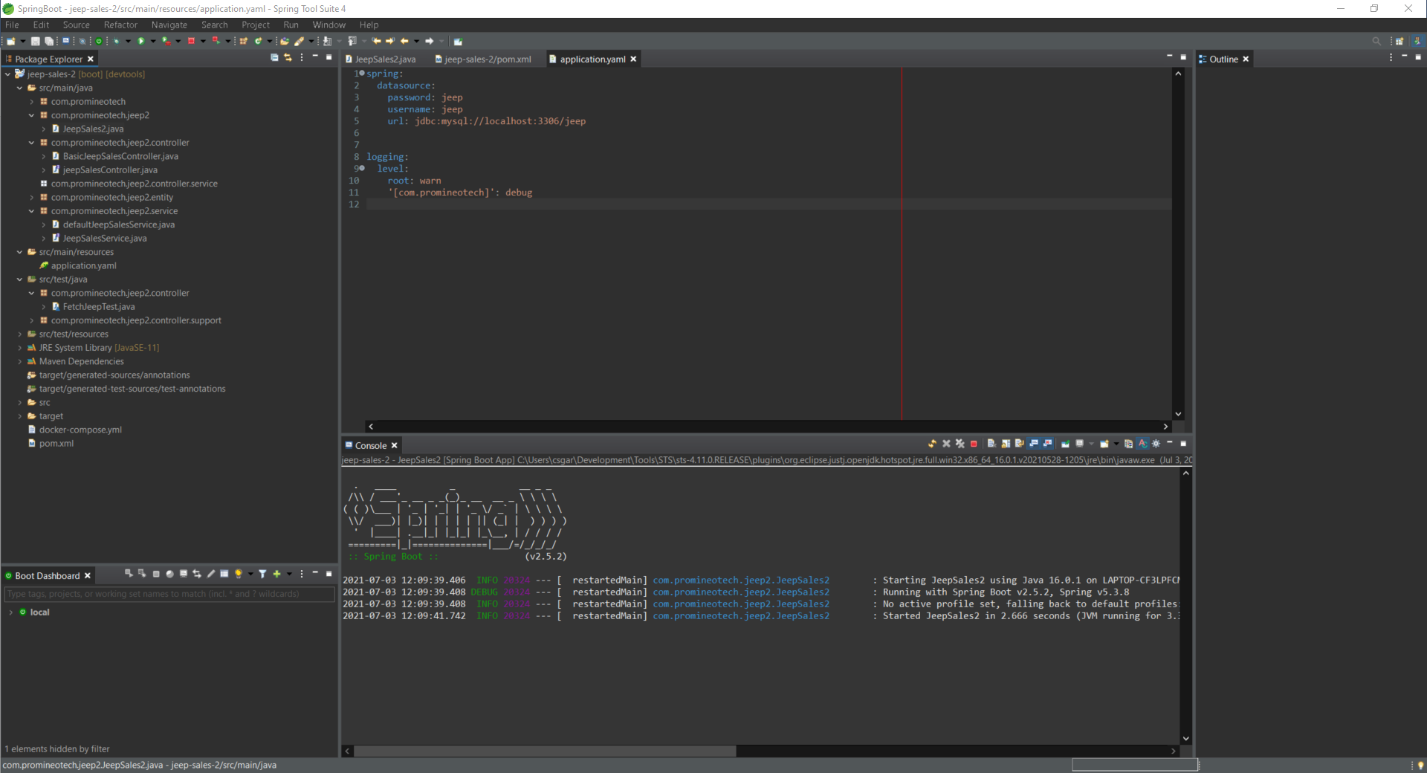 SpringBoot - jeep-sales-2/src/main/resources/application.yaml - Spring Tool Suite 4
File Edit Source Refactor Navigate Search Project Run Window Help
Package Explorer
jeep-sales-2 [boot] [devtools]
src/main/java
com.promineotech
com.promineotech.jeep2
JeepSales2.java
com.promineotech.jeep2.controller
BasicJeepSalesController.java
jeepSalesController.java
com.promineotech.jeep2.controller.service
com.promineotech.jeep2.entity
com.promineotech.jeep2.service
defaultJeepSalesService.java
JeepSalesService.java
src/main/resources
application.yaml
src/test/java
com.promineotech.jeep2.controller
FetchJeepTest.java
com.promineotech.jeep2.controller.support
src/test/resources
JRE System Library [JavaSE-11]
Maven Dependencies
target/generated-sources/annotations
target/generated-test-sources/test-annotations
src
target
docker-compose.yml
pom.xml
JeepSales2.java jeep-sales-2/pom.xml application.yaml
1 spring:
2 datasource:
3 password: jeep
4 username: jeep
5 url: jdbc:mysql://localhost:3306/jeep
6
7
8 logging:
9 level:
10 root: warn
11 '[com.promineotech]': debug
12
Outline
Console
jeep-sales-2 - JeepSales2 [Spring Boot App] C:\Users\csgar\Development\Tools\STS\sts-4.11.0.RELEASE\plugins\org.eclipse.justj.openjdk.hotspot.jre.full.win32.x86_64_16.0.1.v20210528-1205\jre\bin\javaw.exe (Jul 3, 20
:: Spring Boot :: (v2.5.2)
2021-07-03 12:09:39.406 INFO 20324 --- [ restartedMain] com.promineotech.jeep2.JeepSales2 : Starting JeepSales2 using Java 16.0.1 on LAPTOP-CF3LPFCM
2021-07-03 12:09:39.408 DEBUG 20324 --- [ restartedMain] com.promineotech.jeep2.JeepSales2 : Running with Spring Boot v2.5.2, Spring v5.3.8
2021-07-03 12:09:39.408 INFO 20324 --- [ restartedMain] com.promineotech.jeep2.JeepSales2 : No active profile set, falling back to default profiles
2021-07-03 12:09:41.742 INFO 20324 --- [ restartedMain] com.promineotech.jeep2.JeepSales2 : Started JeepSales2 in 2.666 seconds (JVM running for 3.
Boot Dashboard
Type tags, projects, or working set names to match (incl. * and ? wildcards)
local
1 elements hidden by filter
com.promineotech.jeep2.JeepSales2.java - jeep-sales-2/src/main/java